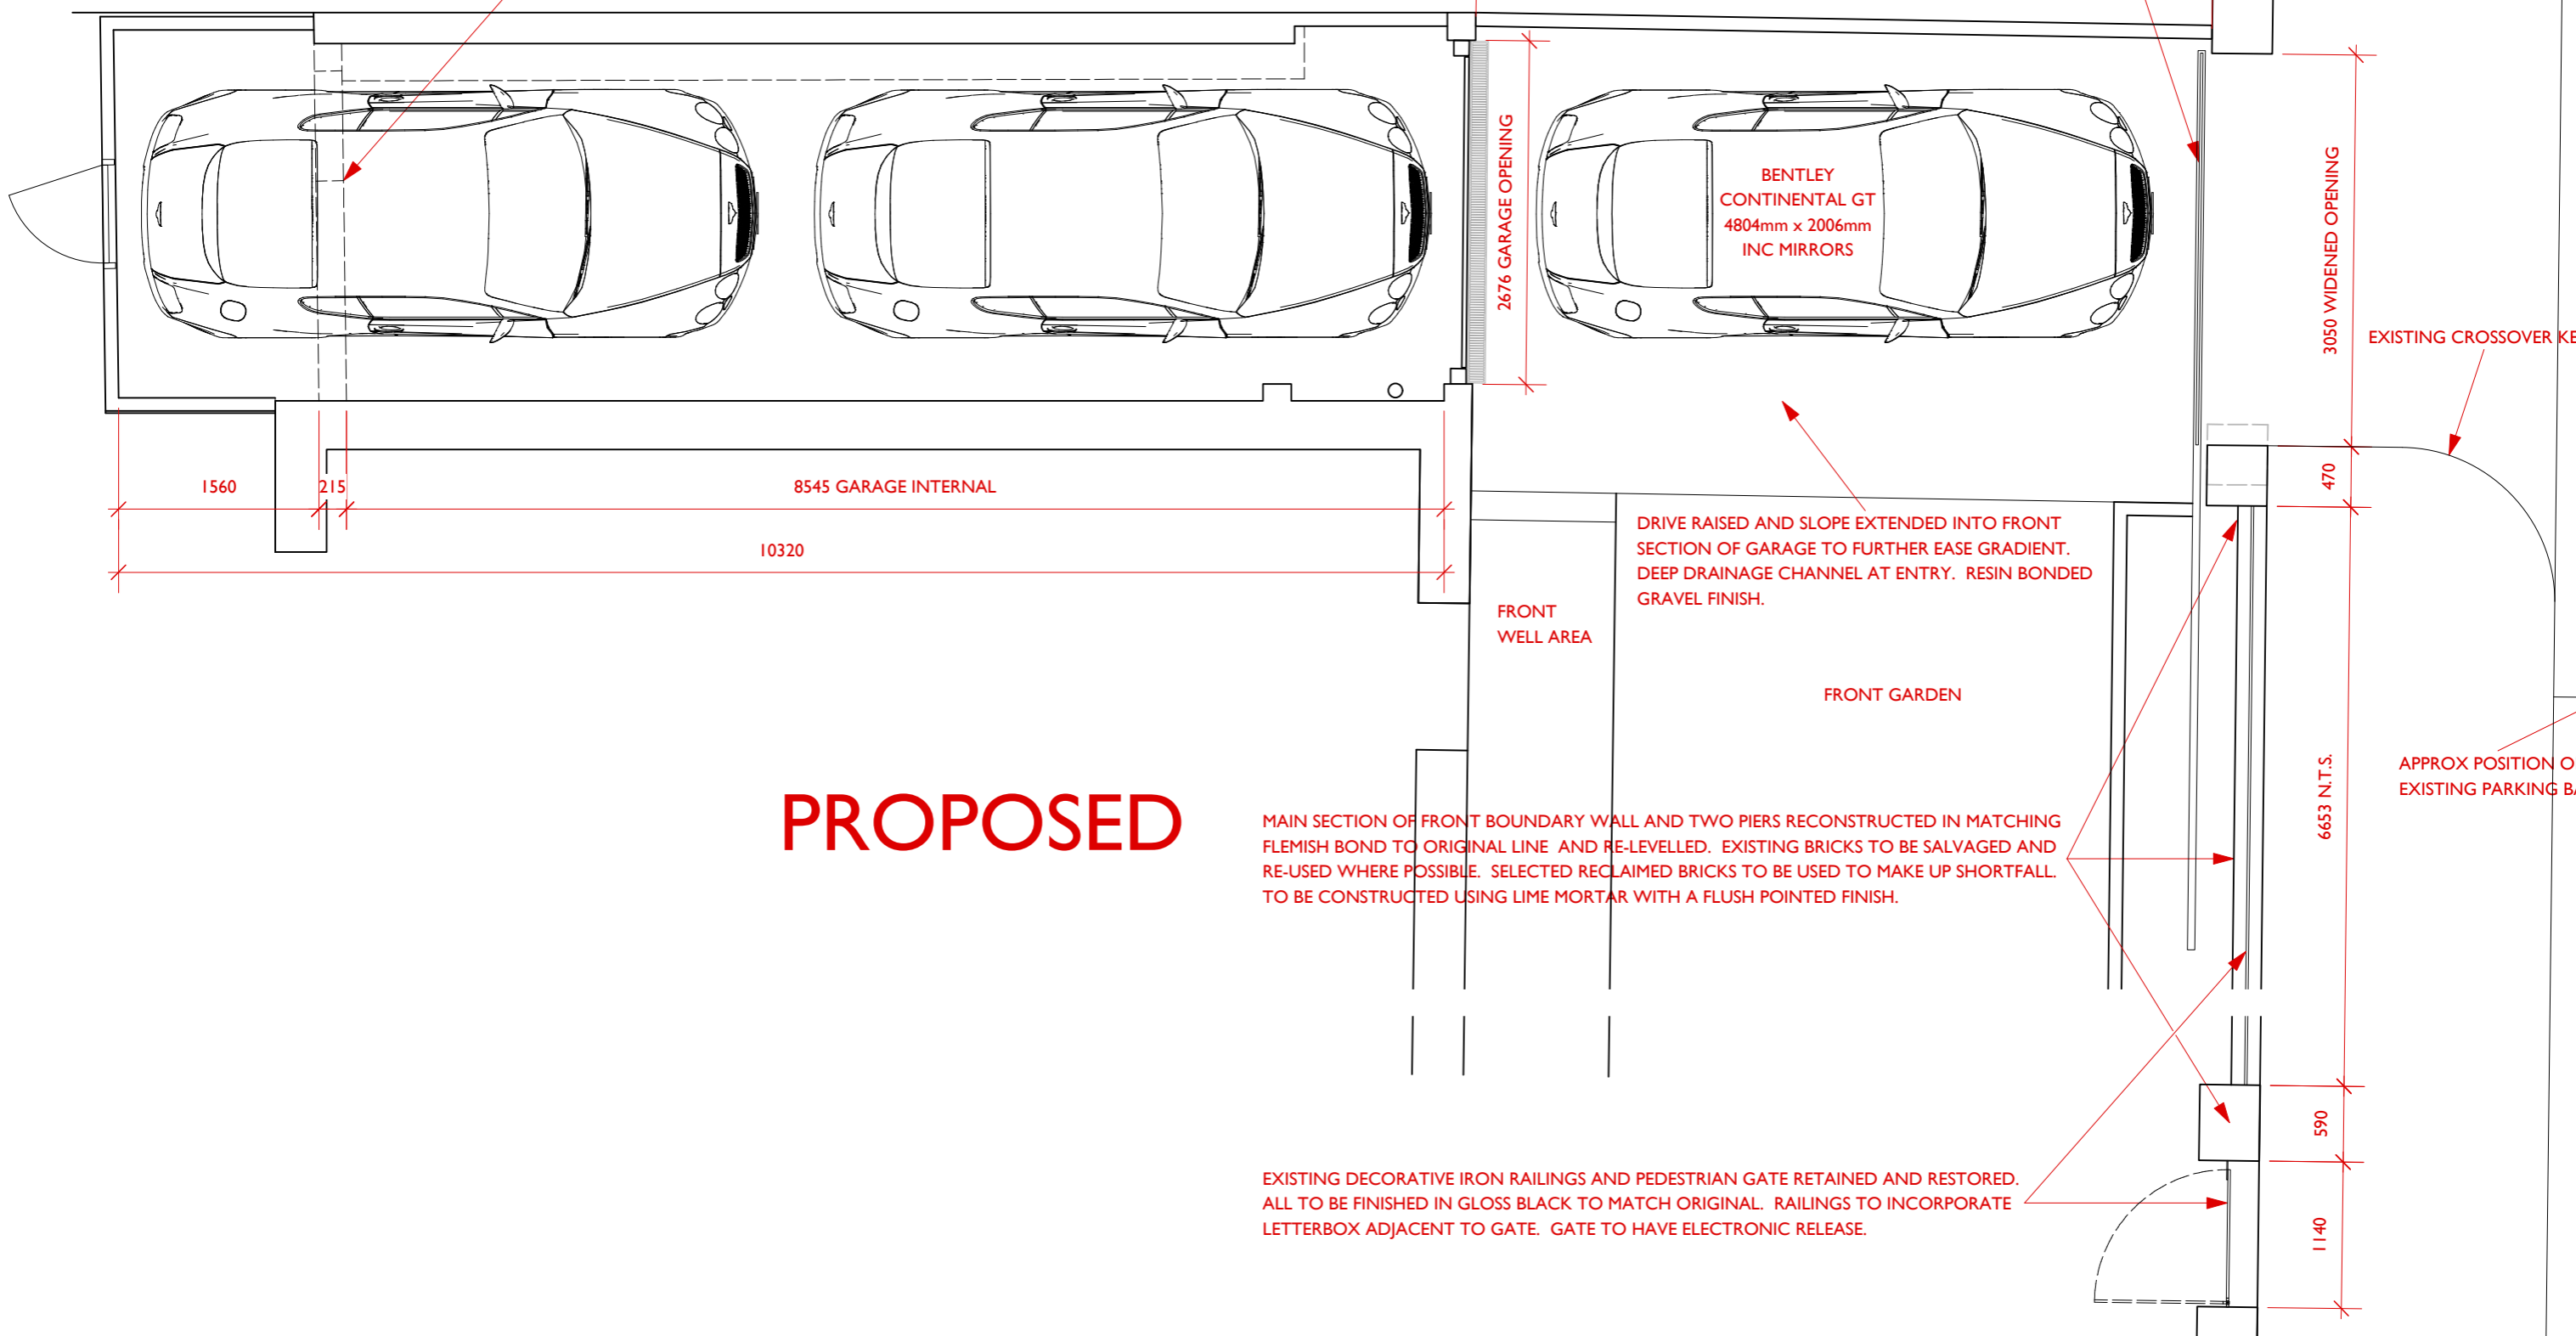 2676 GARAGE OPENING
BENTLEY
CONTINENTAL GT
4804mm x 2006mm
INC MIRRORS
3050 WIDENED OPENING
EXISTING CROSSOVER
470
1560
215
8545 GARAGE INTERNAL
10320
DRIVE RAISED AND SLOPE EXTENDED INTO FRONT
SECTION OF GARAGE TO FURTHER EASE GRADIENT.
DEEP DRAINAGE CHANNEL AT ENTRY. RESIN BONDED
GRAVEL FINISH.
FRONT
WELL AREA
FRONT GARDEN
6653 N.T.S.
APPROX POSITION
EXISTING PARKING
PROPOSED
MAIN SECTION OF FRONT BOUNDARY WALL AND TWO PIERS RECONSTRUCTED IN MATCHING
FLEMISH BOND TO ORIGINAL LINE AND RE-LEVELLED. EXISTING BRICKS TO BE SALVAGED AND
RE-USED WHERE POSSIBLE. SELECTED RECLAIMED BRICKS TO BE USED TO MAKE UP SHORTFALL.
TO BE CONSTRUCTED USING LIME MORTAR WITH A FLUSH POINTED FINISH.
590
EXISTING DECORATIVE IRON RAILINGS AND PEDESTRIAN GATE RETAINED AND RESTORED.
ALL TO BE FINISHED IN GLOSS BLACK TO MATCH ORIGINAL. RAILINGS TO INCORPORATE
LETTERBOX ADJACENT TO GATE. GATE TO HAVE ELECTRONIC RELEASE.
1140